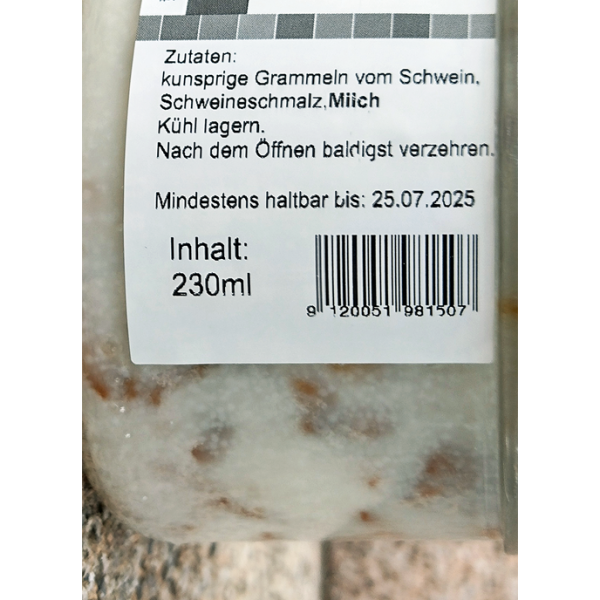 Zutaten:
kunsprige Grammeln vom Schwein,
Schweineschmalz,Milch
Kühl lagern.
Nach dem Öffnen baldigst verzehren.
Mindestens haltbar bis: 25.07.2025
Inhalt:
230ml
9 120051 981507